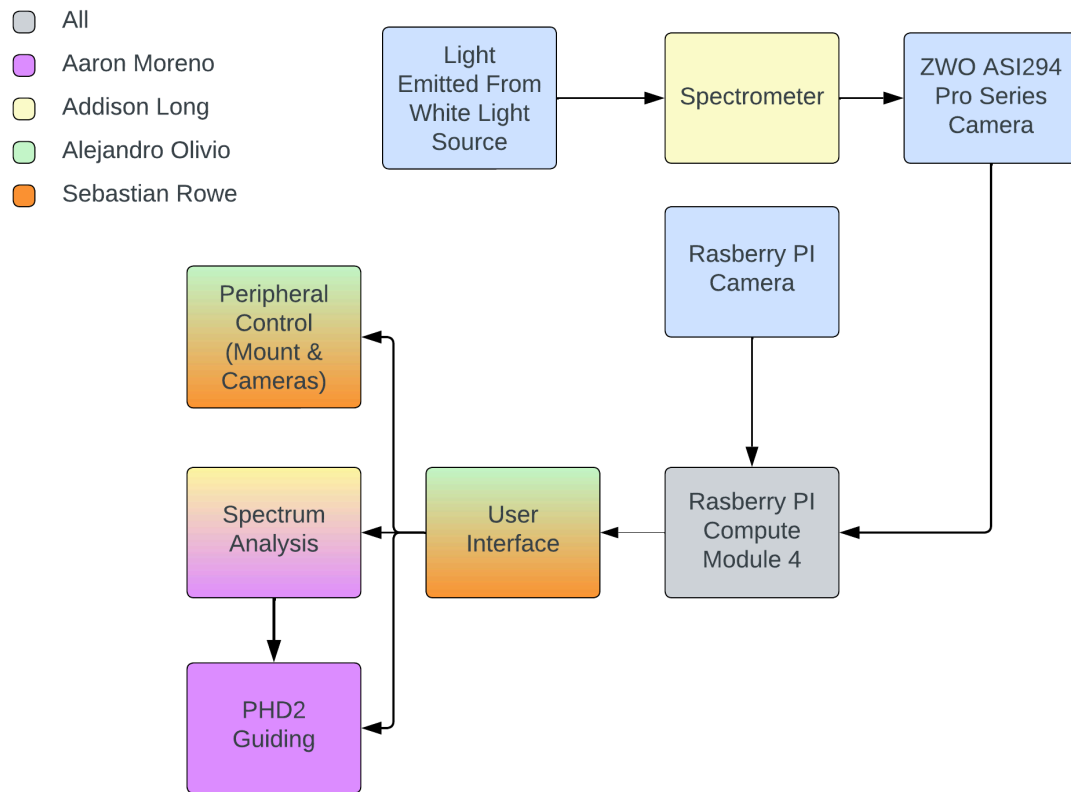 All
Aaron Moreno
Addison Long
Alejandro Olivio
Sebastian Rowe
Light
Emitted From
White Light
Source
Spectrometer
ZWO ASI294
Pro Series
Camera
Rasberry PI
Camera
Peripheral
Control
(Mount &
Cameras)
Spectrum
Analysis
User
Interface
Rasberry PI
Compute
Module 4
PHD2
Guiding